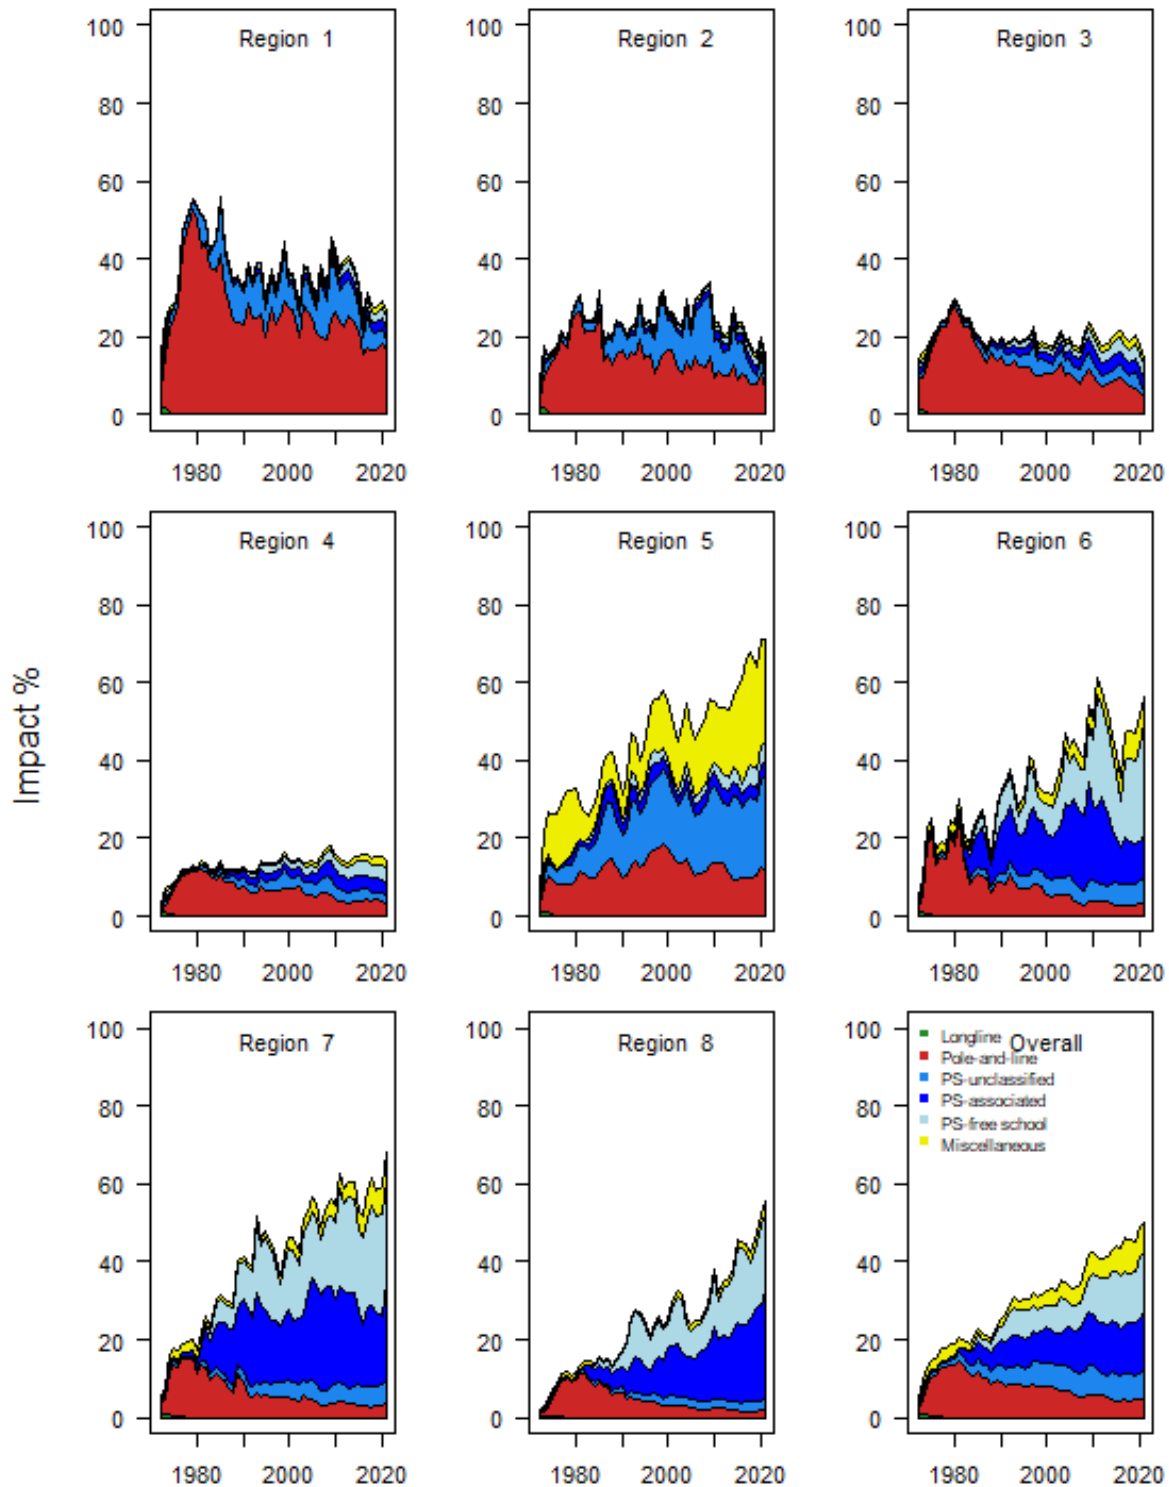 Impact %
Region 1
100
80
60
40
20
0
1980 2000 2020
Region 2
100
80
60
40
20
0
1980 2000 2020
Region 3
100
80
60
40
20
0
1980 2000 2020
Region 4
100
80
60
40
20
0
1980 2000 2020
Region 5
100
80
60
40
20
0
1980 2000 2020
Region 6
100
80
60
40
20
0
1980 2000 2020
Region 7
100
80
60
40
20
0
1980 2000 2020
Region 8
100
80
60
40
20
0
1980 2000 2020
Overall
Longline
Pole-and-line
PS-unclassified
PS-associated
PS-free school
Miscellaneous
100
80
60
40
20
0
1980 2000 2020